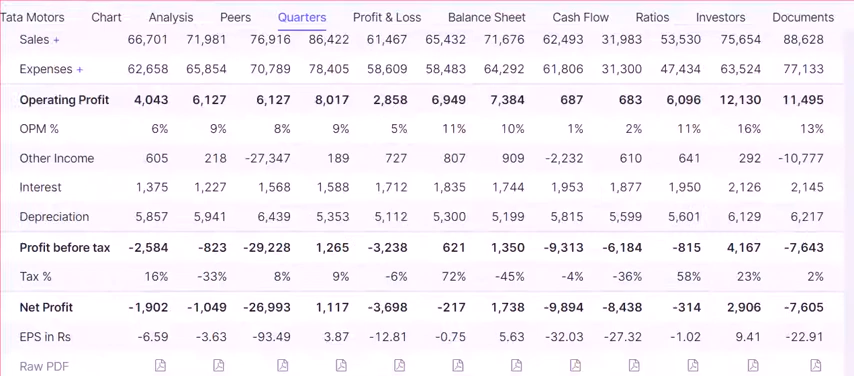 Tata Motors Chart Analysis Peers Quarters Profit & Loss Balance Sheet Cash Flow Ratios Investors Documents
Sales + 66,701 71,981 76,916 86,422 61,467 65,432 71,676 62,493 31,983 53,530 75,654 88,628
Expenses + 62,658 65,854 70,789 78,405 58,609 58,483 64,292 61,806 31,300 47,434 63,524 77,133
Operating Profit 4,043 6,127 6,127 8,017 2,858 6,949 7,384 687 683 6,096 12,130 11,495
OPM % 6% 9% 8% 9% 5% 11% 10% 1% 2% 11% 16% 13%
Other Income 605 218 -27,347 189 727 807 909 -2,232 610 641 292 -10,777
Interest 1,375 1,227 1,568 1,588 1,712 1,835 1,744 1,953 1,877 1,950 2,126 2,145
Depreciation 5,857 5,941 6,439 5,353 5,112 5,300 5,199 5,815 5,599 5,601 6,129 6,217
Profit before tax -2,584 -823 -29,228 1,265 -3,238 621 1,350 -9,313 -6,184 -815 4,167 -7,643
Tax % 16% -33% 8% 9% -6% 72% -45% -4% -36% 58% 23% 2%
Net Profit -1,902 -1,049 -26,993 1,117 -3,698 -217 1,738 -9,894 -8,438 -314 2,906 -7,605
EPS in Rs -6.59 -3.63 -93.49 3.87 -12.81 -0.75 5.63 -32.03 -27.32 -1.02 9.41 -22.91
Raw PDF